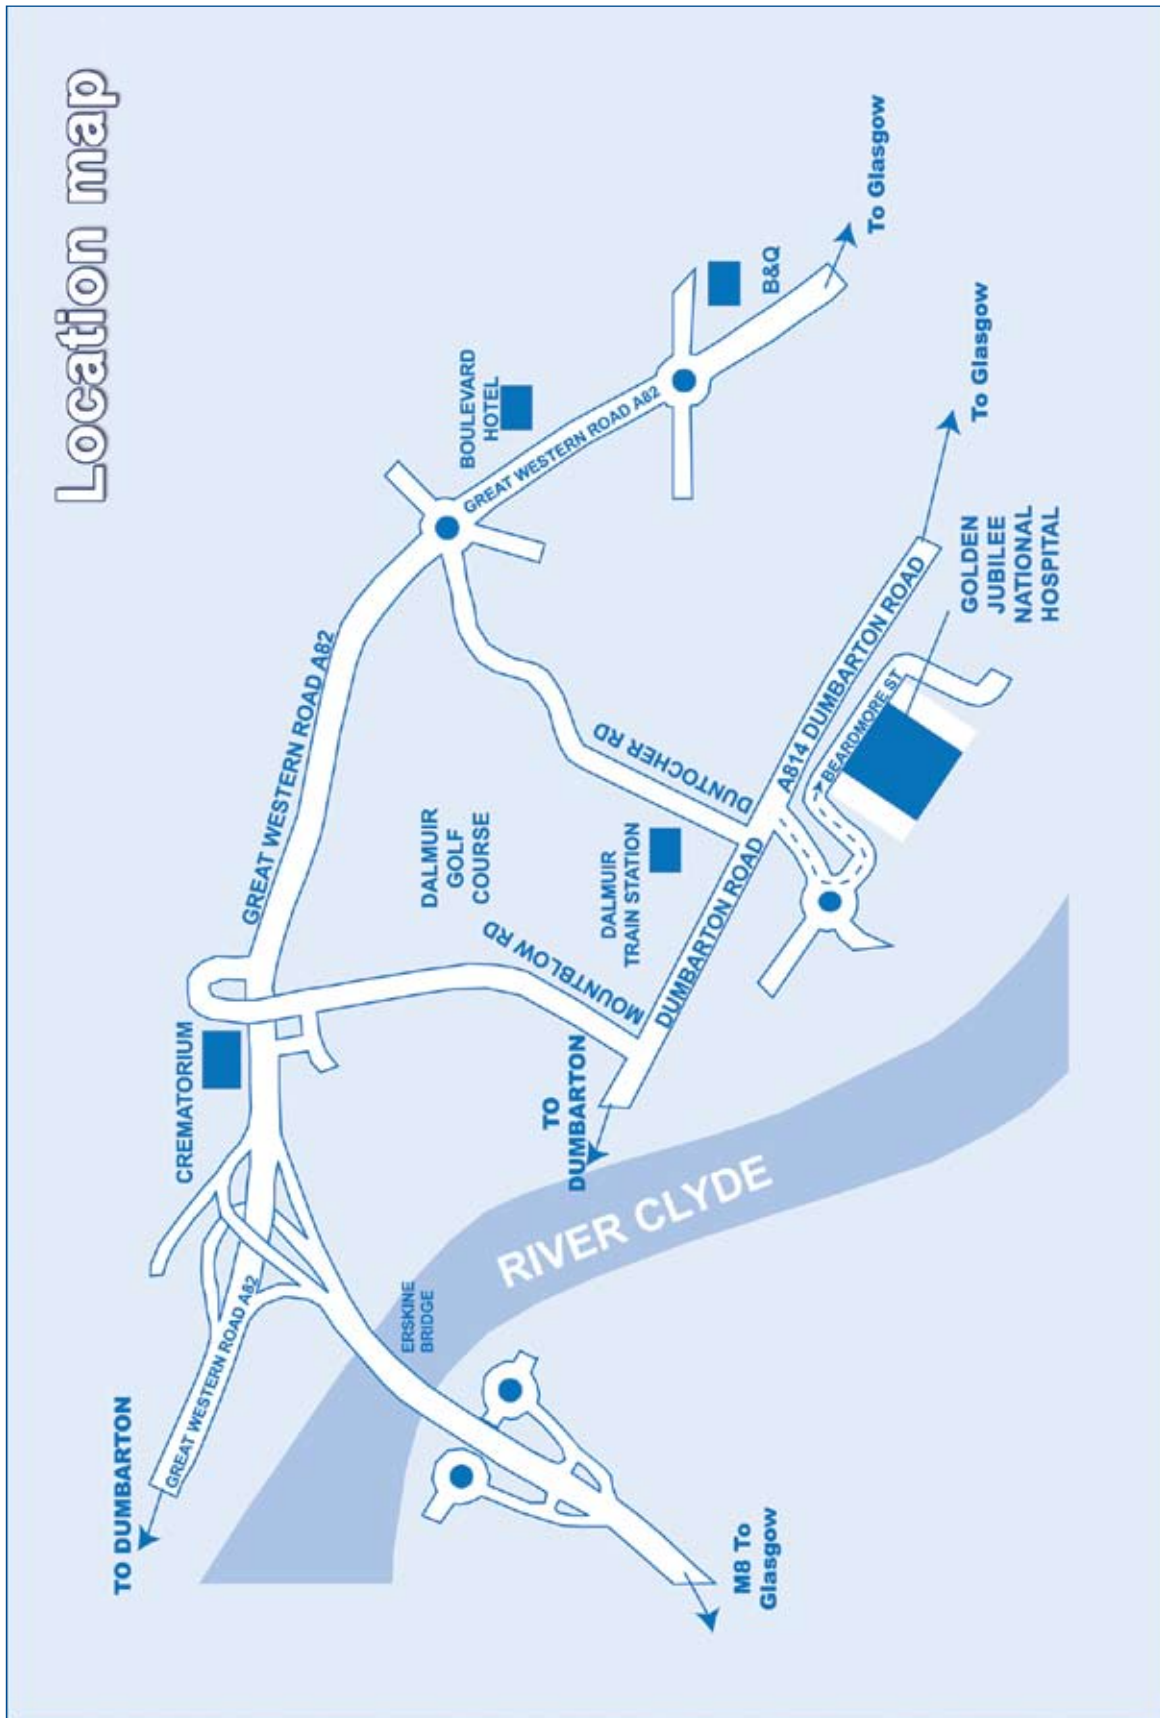 Location map
TO DUMBARTON
GREAT WESTERN ROAD A82
CREMATORIUM
GREAT WESTERN ROAD A82
BOULEVARD
HOTEL
GREAT WESTERN ROAD A82
B&Q
To Glasgow
DALMUIR
GOLF
COURSE
MOUNTBLOW RD
DUNTOCHER RD
DALMUIR
TRAIN STATION
TO
DUMBARTON
DUMBARTON ROAD
A814 DUMBARTON ROAD
To Glasgow
BEARDMORE ST
GOLDEN
JUBILEE
NATIONAL
HOSPITAL
ERSKINE
BRIDGE
RIVER CLYDE
M8 To
Glasgow